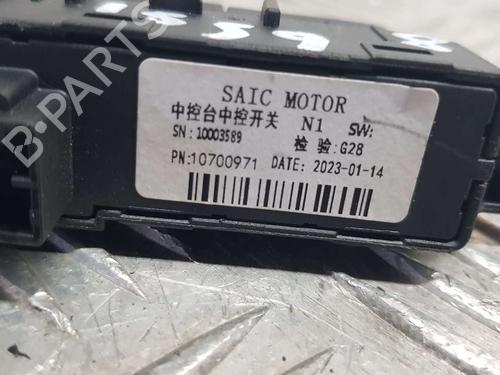 SAIC MOTOR
中控台中控开关 N1 SW:
SN:10003589 检 验:G28
PN:10700971 DATE: 2023-01-14